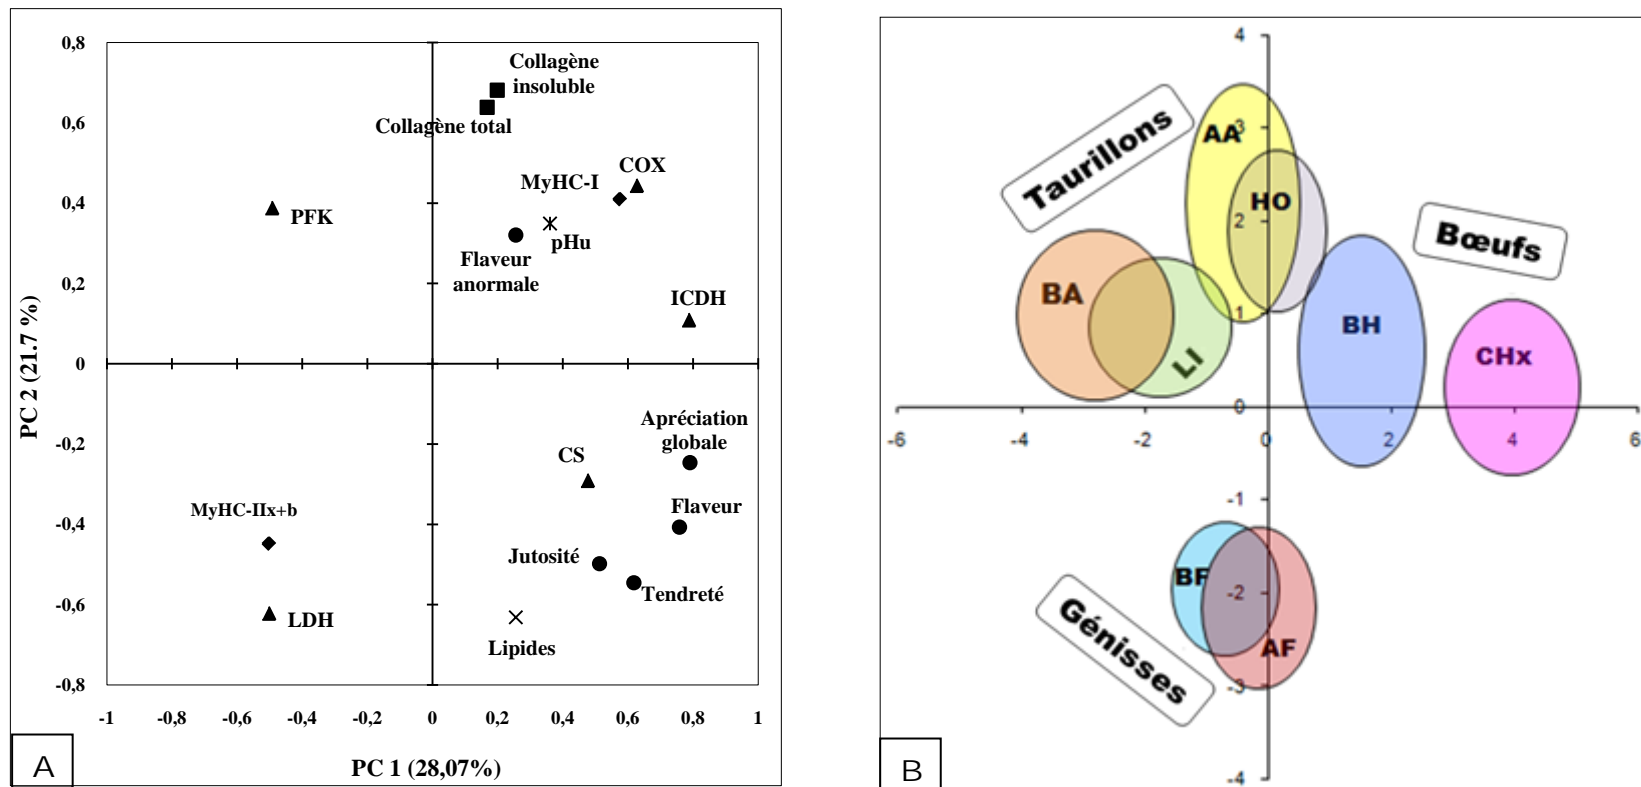 0,8
Collagène
insoluble
0,6
Collagène total
COX
MyHC-I
0,4
PFK
pHu
Flaveur
anormale
0,2
ICDH
0
Apréciation
globale
-0,2
CS
-0,4
MyHC-IIx+b
Flaveur
Jutosité
Tendreté
-0,6
LDH
Lipides
-0,8
-1 -0,8 -0,6 -0,4 -0,2 0 0,2 0,4 0,6 0,8 1
PC 2 (21.7 %)
PC 1 (28,07%)
A
4
Taurillons
AA
3
HO
2
Bœufs
BA
1
BH
LI
CHx
0
-6 -4 -2 0 2 4 6
-1
BF
-2
AF
Génisses
-3
-4
B